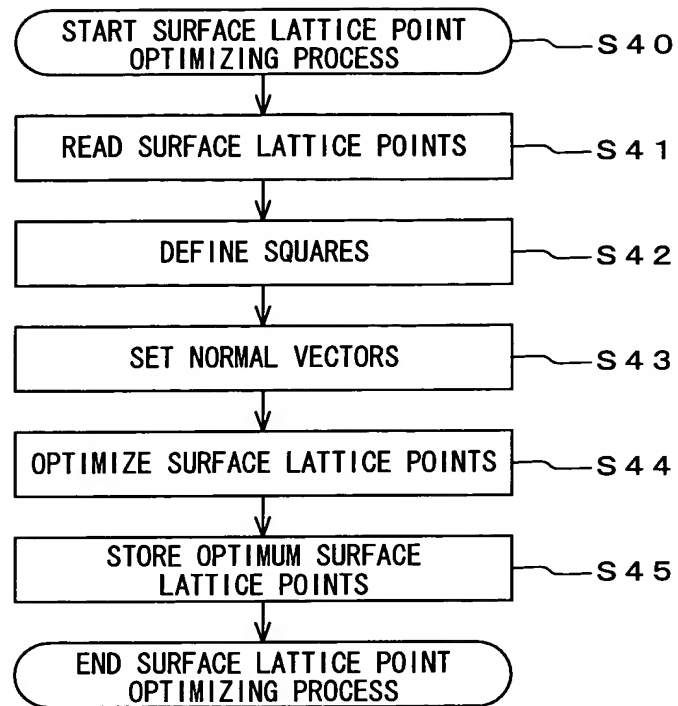 START SURFACE LATTICE POINT
OPTIMIZING PROCESS
S40
READ SURFACE LATTICE POINTS
S41
DEFINE SQUARES
S42
SET NORMAL VECTORS
S43
OPTIMIZE SURFACE LATTICE POINTS
S44
STORE OPTIMUM SURFACE
LATTICE POINTS
S45
END SURFACE LATTICE POINT
OPTIMIZING PROCESS